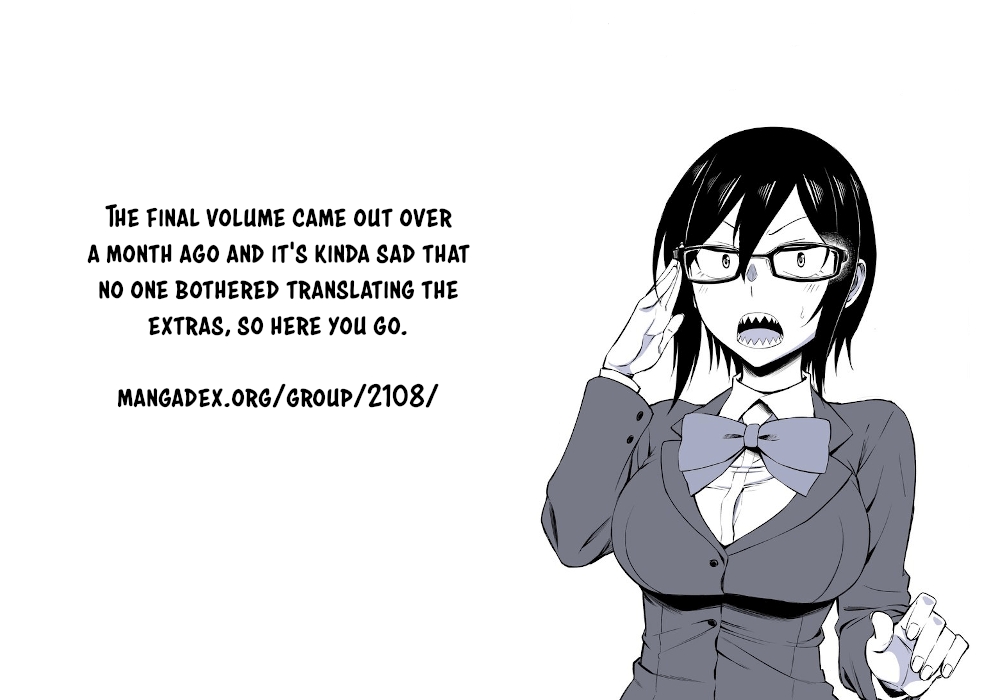 The final volume came out over
a month ago and it's kinda sad that
no one bothered translating the
extras, so here you go.
mangadex.org/group/2108/